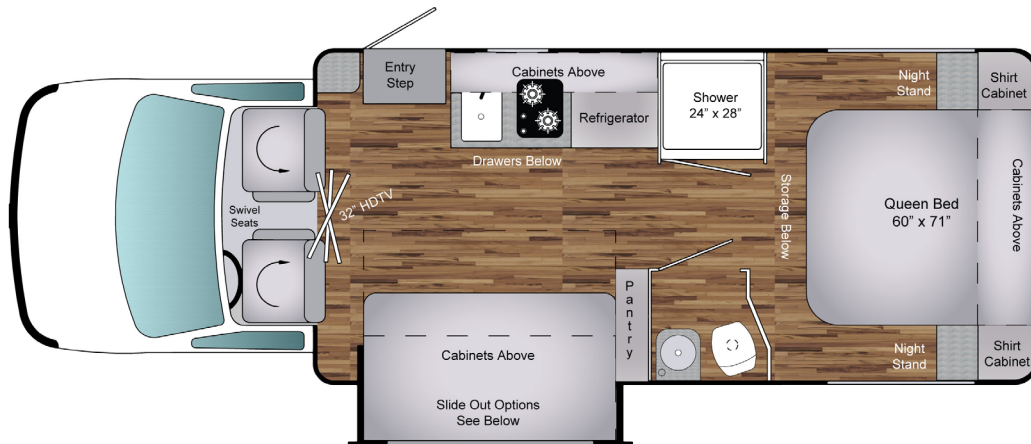 Entry
Step
Cabinets Above
Refrigerator
Drawers Below
Shower
24" x 28"
Night
Stand
Shirt
Cabinet
Swivel
Seats
32" HDTV
Storage Below
Queen Bed
60" x 71"
Cabinets Above
Pantry
Cabinets Above
Slide Out Options
See Below
Night
Stand
Shirt
Cabinet